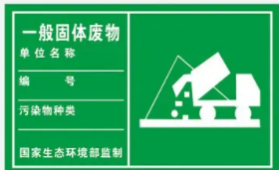 一般固体废物
单位名称
编号
污染物种类
国家生态环境部监制